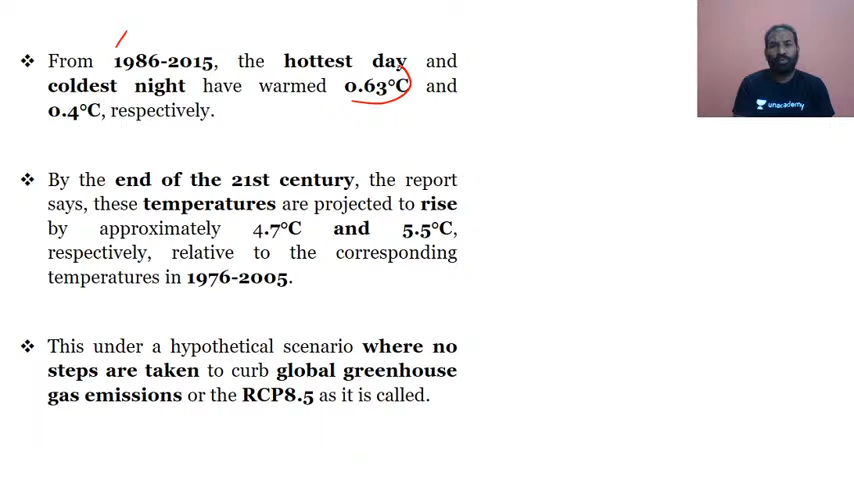 ❖ From 1986-2015, the hottest day and
coldest night have warmed 0.63°C and
0.4°C, respectively.
❖ By the end of the 21st century, the report
says, these temperatures are projected to rise
by approximately 4.7°C and 5.5°C,
respectively, relative to the corresponding
temperatures in 1976-2005.
❖ This under a hypothetical scenario where no
steps are taken to curb global greenhouse
gas emissions or the RCP8.5 as it is called.
unacademy